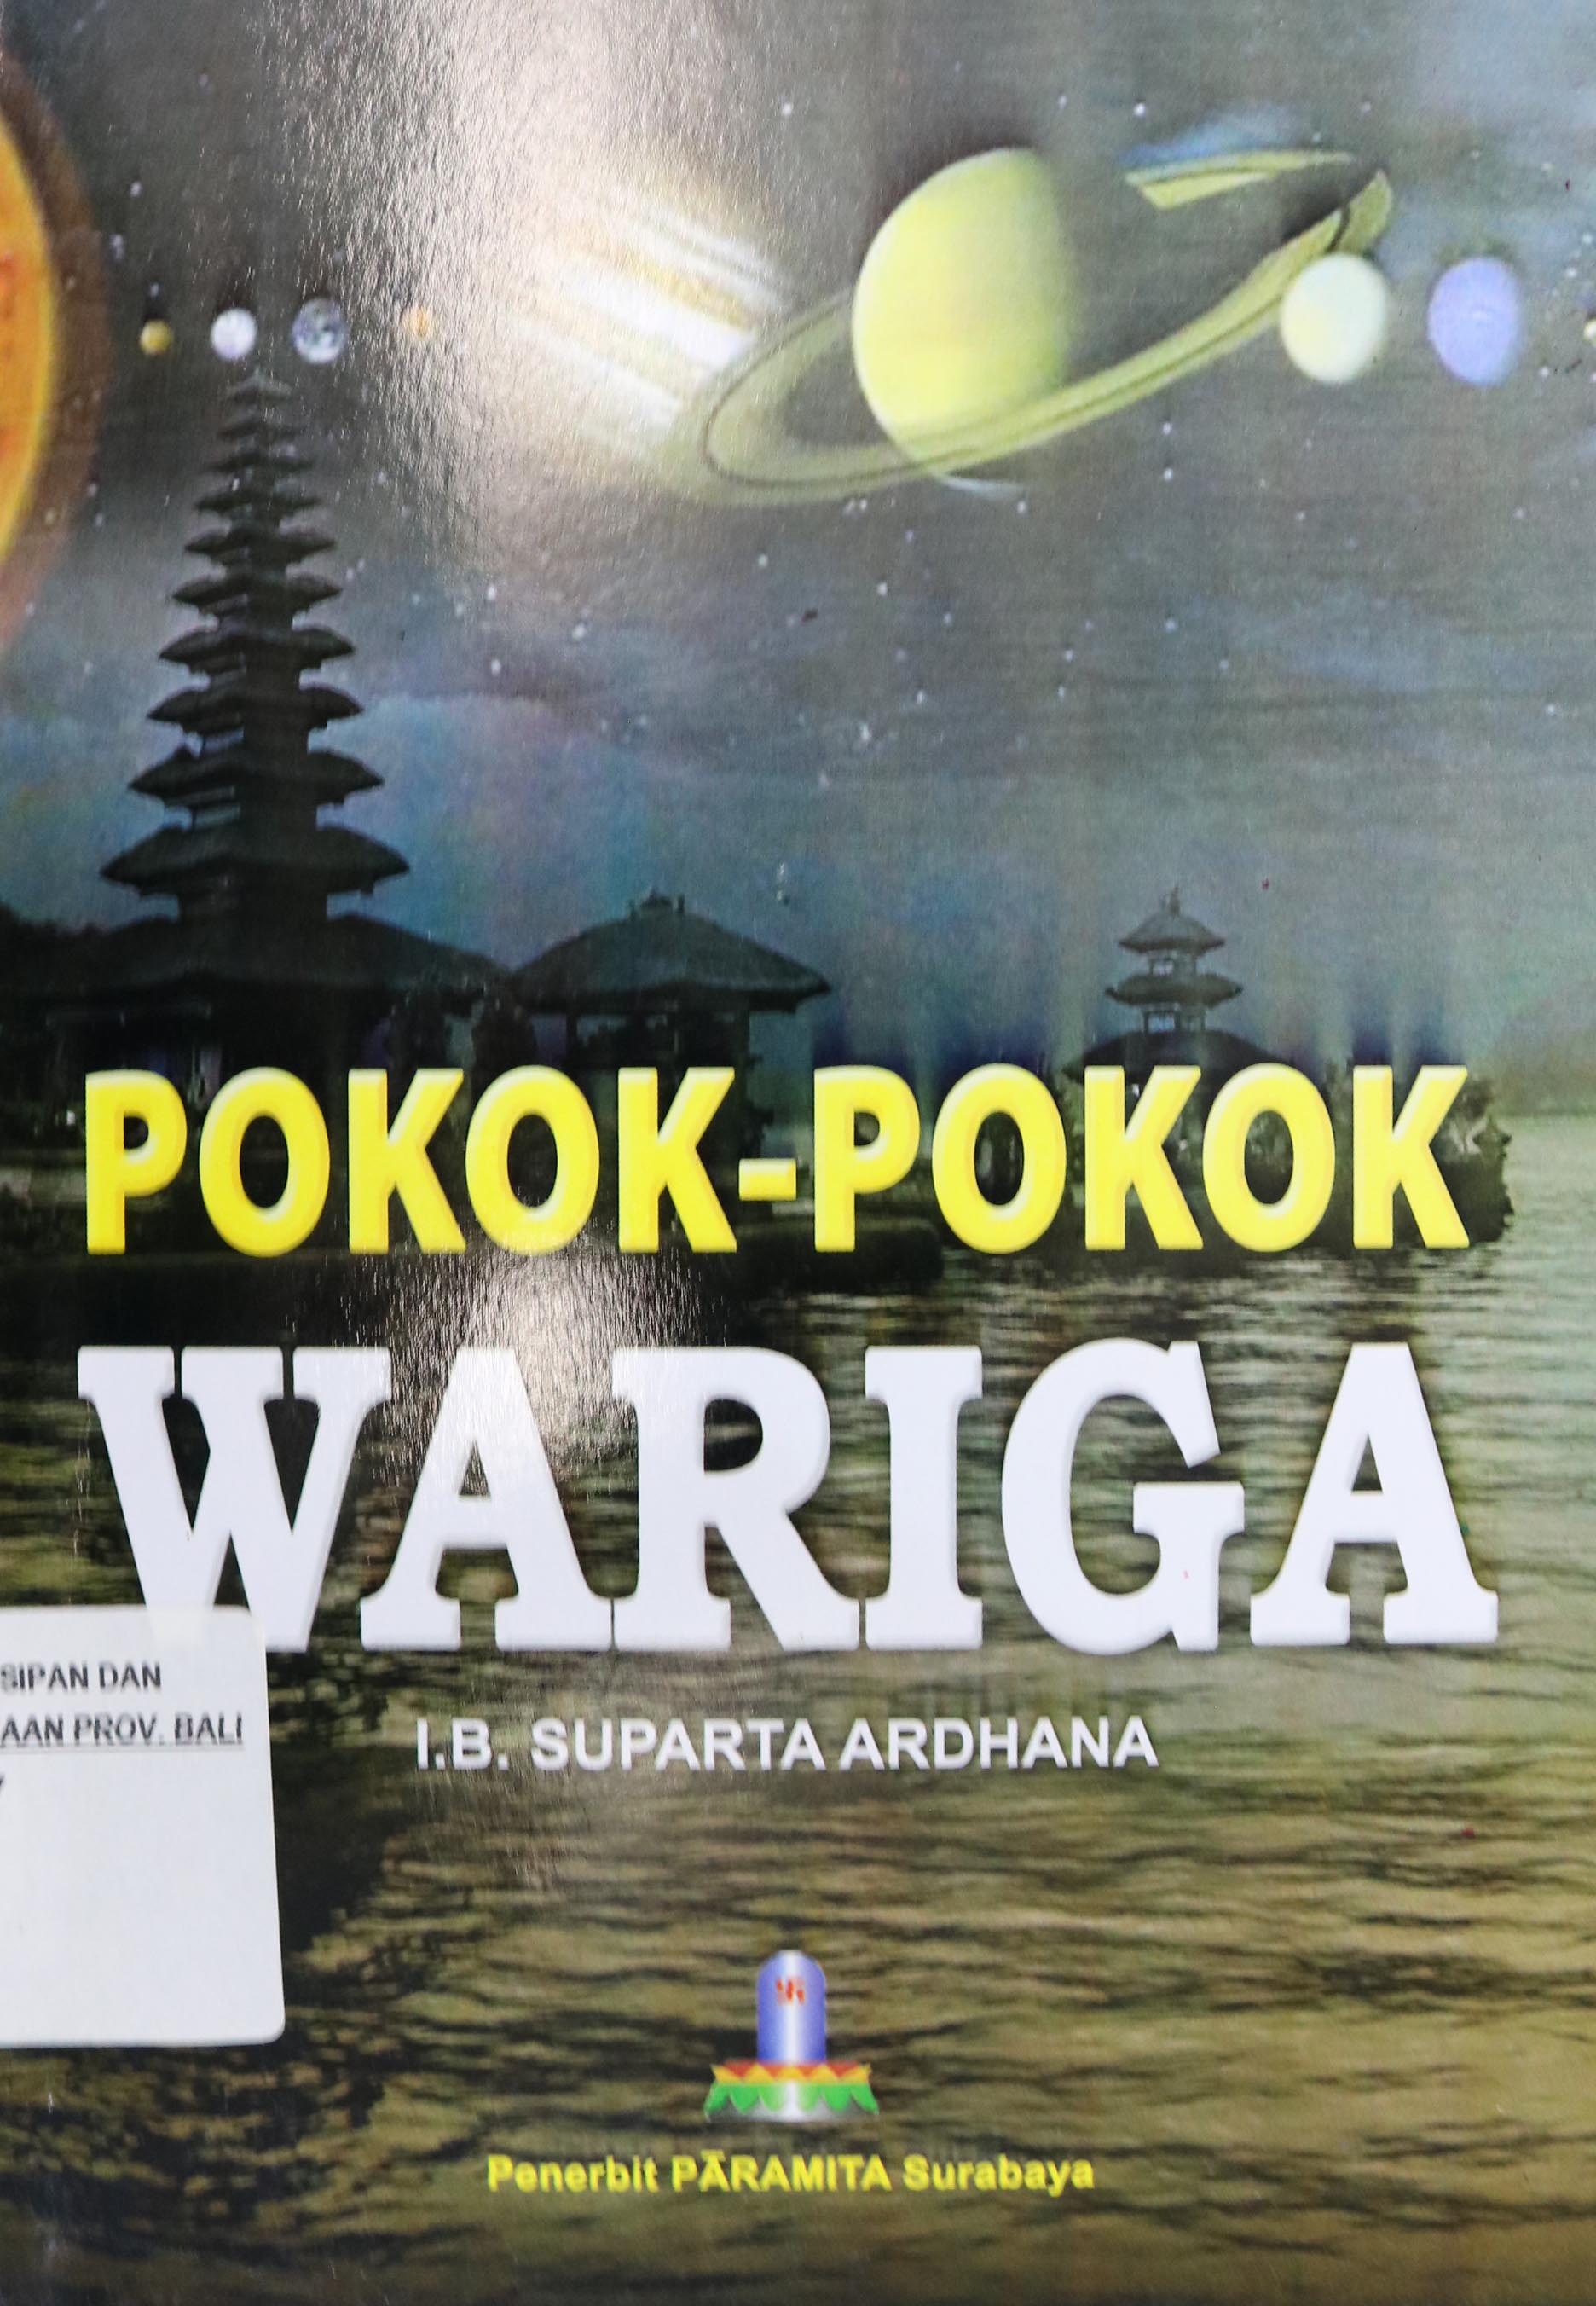 POKOK-POKOK
WARIGA
SIPAN DAN
AAN PROV. BALI
I.B. SUPARTA ARDHANA
Penerbit PĀRAMITA Surabaya